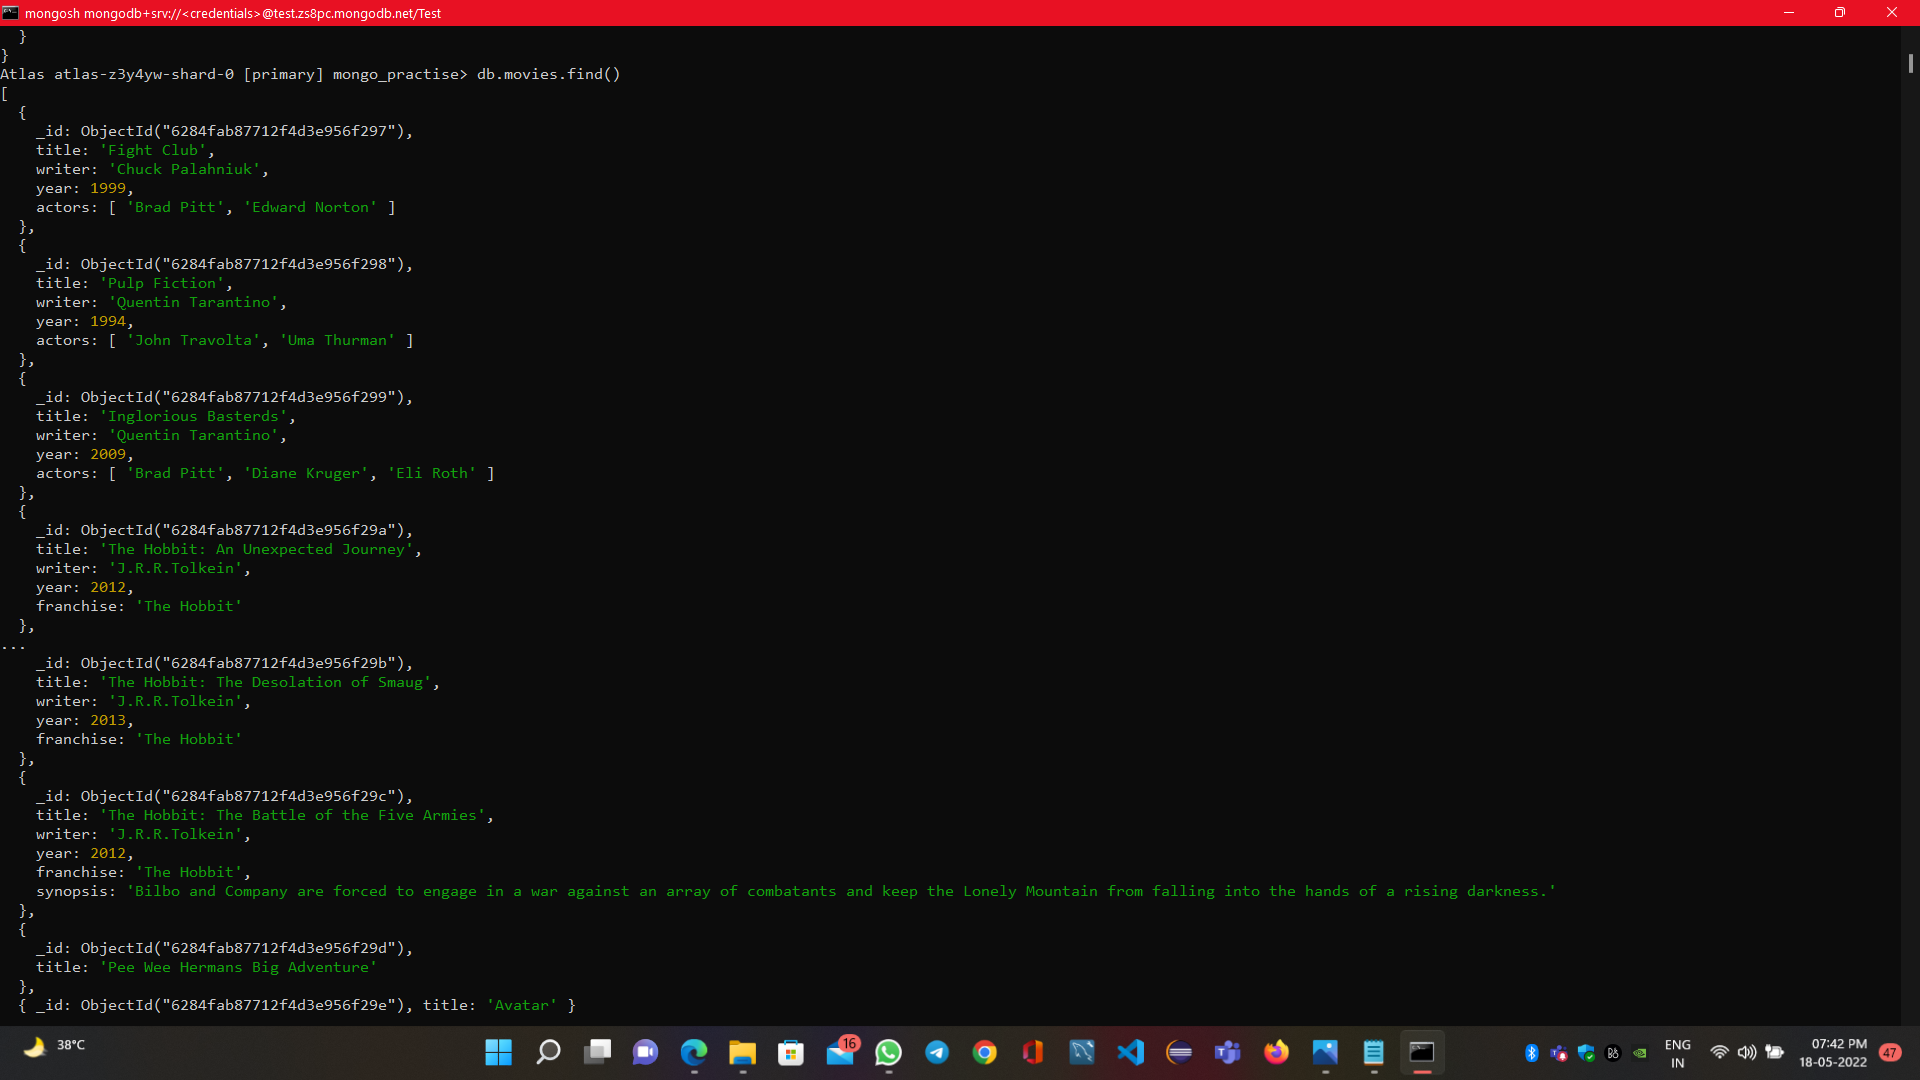 mongosh mongodb+srv://<credentials>@test.zs8pc.mongodb.net/Test
  }
}
Atlas atlas-z3y4yw-shard-0 [primary] mongo_practise> db.movies.find()
[
  {
    _id: ObjectId("6284fab87712f4d3e956f297"),
    title: 'Fight Club',
    writer: 'Chuck Palahniuk',
    year: 1999,
    actors: [ 'Brad Pitt', 'Edward Norton' ]
  },
  {
    _id: ObjectId("6284fab87712f4d3e956f298"),
    title: 'Pulp Fiction',
    writer: 'Quentin Tarantino',
    year: 1994,
    actors: [ 'John Travolta', 'Uma Thurman' ]
  },
  {
    _id: ObjectId("6284fab87712f4d3e956f299"),
    title: 'Inglorious Basterds',
    writer: 'Quentin Tarantino',
    year: 2009,
    actors: [ 'Brad Pitt', 'Diane Kruger', 'Eli Roth' ]
  },
  {
    _id: ObjectId("6284fab87712f4d3e956f29a"),
    title: 'The Hobbit: An Unexpected Journey',
    writer: 'J.R.R.Tolkein',
    year: 2012,
    franchise: 'The Hobbit'
  },
...
    _id: ObjectId("6284fab87712f4d3e956f29b"),
    title: 'The Hobbit: The Desolation of Smaug',
    writer: 'J.R.R.Tolkein',
    year: 2013,
    franchise: 'The Hobbit'
  },
  {
    _id: ObjectId("6284fab87712f4d3e956f29c"),
    title: 'The Hobbit: The Battle of the Five Armies',
    writer: 'J.R.R.Tolkein',
    year: 2012,
    franchise: 'The Hobbit',
    synopsis: 'Bilbo and Company are forced to engage in a war against an array of combatants and keep the Lonely Mountain from falling into the hands of a rising darkness.'
  },
  {
    _id: ObjectId("6284fab87712f4d3e956f29d"),
    title: 'Pee Wee Hermans Big Adventure'
  },
  { _id: ObjectId("6284fab87712f4d3e956f29e"), title: 'Avatar' }
38°C
16
ENG
IN
07:42 PM
18-05-2022
47